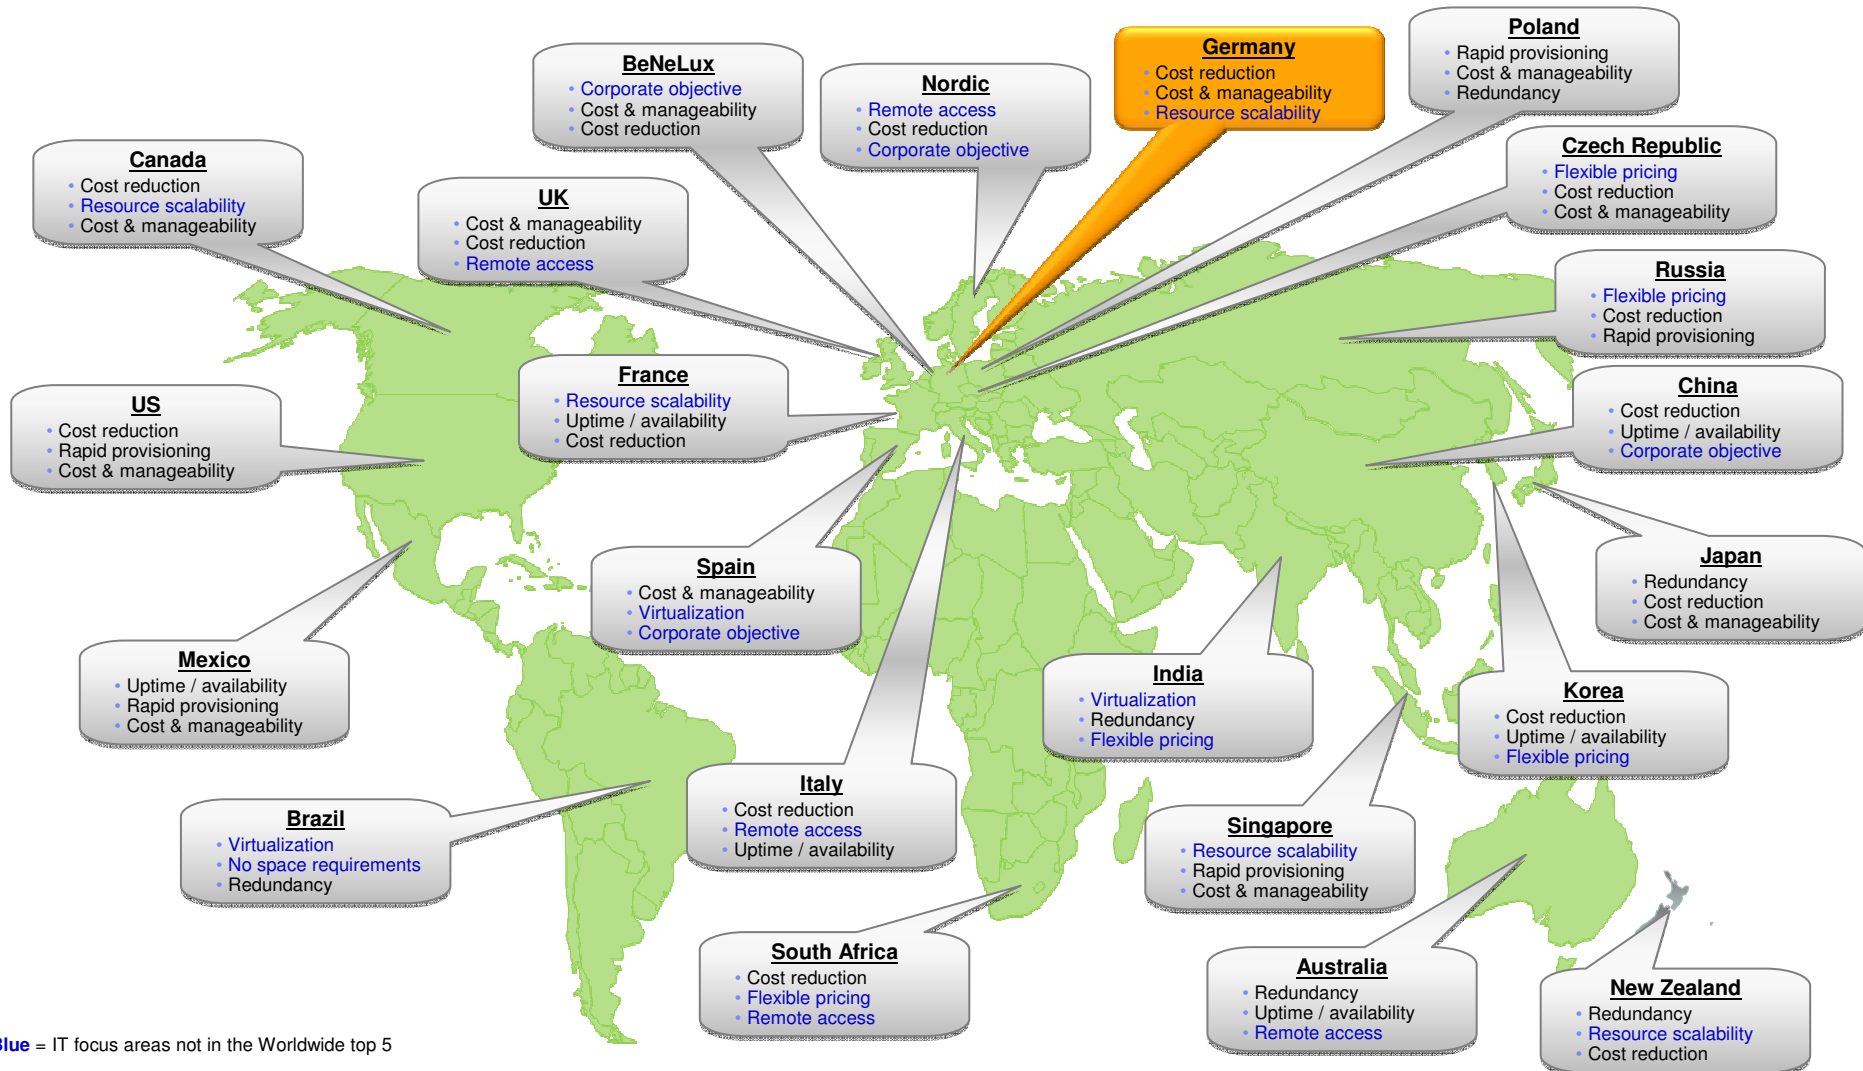 Poland
Rapid provisioning
Cost & manageability
Redundancy
Germany
Cost reduction
Cost & manageability
Resource scalability
BeNeLux
Corporate objective
Cost & manageability
Cost reduction
Nordic
Remote access
Cost reduction
Corporate objective
Czech Republic
Flexible pricing
Cost reduction
Cost & manageability
Canada
Cost reduction
Resource scalability
Cost & manageability
UK
Cost & manageability
Cost reduction
Remote access
Russia
Flexible pricing
Cost reduction
Rapid provisioning
France
Resource scalability
Uptime / availability
Cost reduction
China
Cost reduction
Uptime / availability
Corporate objective
US
Cost reduction
Rapid provisioning
Cost & manageability
Japan
Redundancy
Cost reduction
Cost & manageability
Spain
Cost & manageability
Virtualization
Corporate objective
Mexico
Uptime / availability
Rapid provisioning
Cost & manageability
India
Virtualization
Redundancy
Flexible pricing
Korea
Cost reduction
Uptime / availability
Flexible pricing
Italy
Cost reduction
Remote access
Uptime / availability
Brazil
Virtualization
No space requirements
Redundancy
Singapore
Resource scalability
Rapid provisioning
Cost & manageability
South Africa
Cost reduction
Flexible pricing
Remote access
Australia
Redundancy
Uptime / availability
Remote access
New Zealand
Redundancy
Resource scalability
Cost reduction
Blue = IT focus areas not in the Worldwide top 5